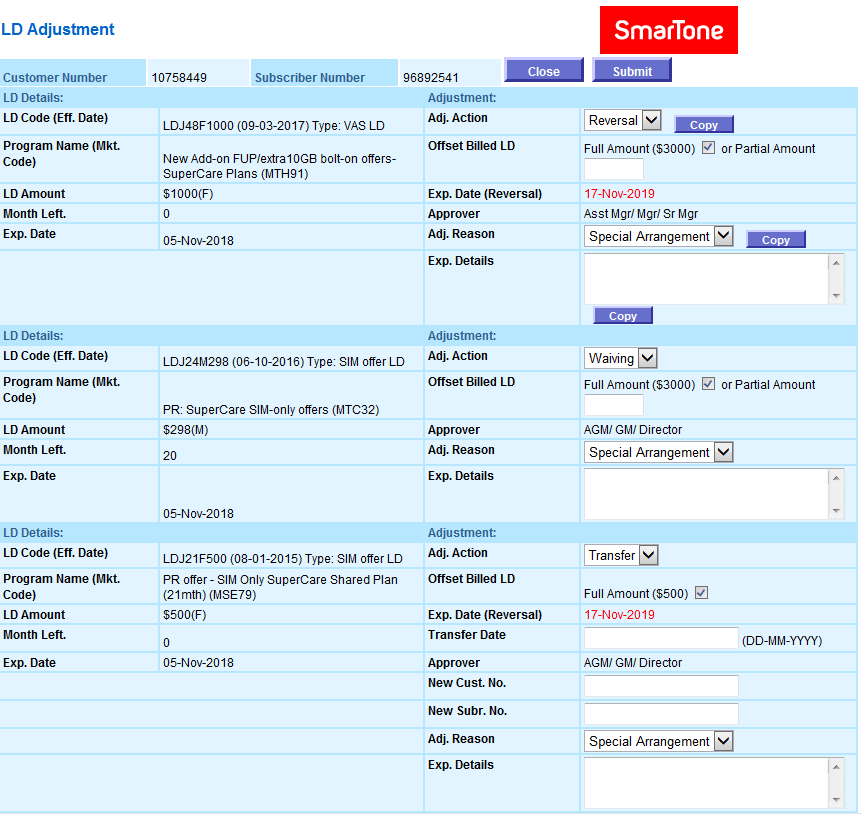 LD Adjustment
SmarTone
Customer Number 10758449 Subscriber Number 96892541 Close Submit
LD Details: Adjustment:
LD Code (Eff. Date) LDJ48F1000 (09-03-2017) Type: VAS LD Adj. Action Reversal Copy
Program Name (Mkt. Code) New Add-on FUP/extra10GB bolt-on offers-SuperCare Plans (MTH91) Offset Billed LD Full Amount ($3000) or Partial Amount
LD Amount $1000(F) Exp. Date (Reversal) 17-Nov-2019
Month Left. 0 Approver Asst Mgr/ Mgr/ Sr Mgr
Exp. Date 05-Nov-2018 Adj. Reason Special Arrangement Copy
Exp. Details
Copy
LD Details: Adjustment:
LD Code (Eff. Date) LDJ24M298 (06-10-2016) Type: SIM offer LD Adj. Action Waiving
Program Name (Mkt. Code) PR: SuperCare SIM-only offers (MTC32) Offset Billed LD Full Amount ($3000) or Partial Amount
LD Amount $298(M) Approver AGM/ GM/ Director
Month Left. 20 Adj. Reason Special Arrangement
Exp. Date 05-Nov-2018 Exp. Details
LD Details: Adjustment:
LD Code (Eff. Date) LDJ21F500 (08-01-2015) Type: SIM offer LD Adj. Action Transfer
Program Name (Mkt. Code) PR offer - SIM Only SuperCare Shared Plan (21mth) (MSE79) Offset Billed LD Full Amount ($500)
LD Amount $500(F) Exp. Date (Reversal) 17-Nov-2019
Month Left. 0 Transfer Date (DD-MM-YYYY)
Exp. Date 05-Nov-2018 Approver AGM/ GM/ Director
New Cust. No.
New Subr. No.
Adj. Reason Special Arrangement
Exp. Details